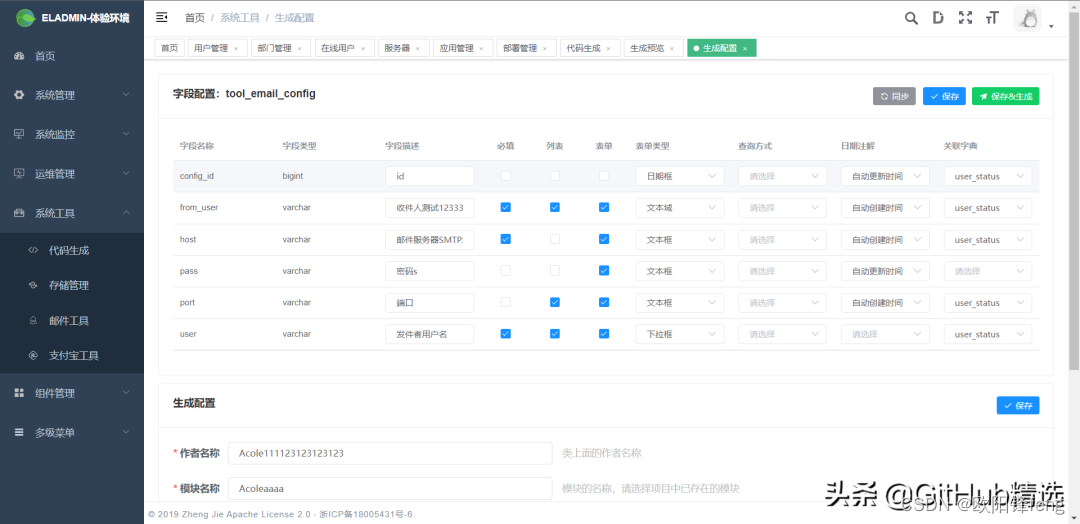 ELADMIN-体验环境
首页 / 系统工具 / 生成配置
首页
系统管理
系统监控
运维管理
系统工具
代码生成
存储管理
邮件工具
支付宝工具
组件管理
多级菜单
首页 用户管理 × 部门管理 × 在线用户 × 服务器 × 应用管理 × 部署管理 × 代码生成 × 生成预览 × 生成配置 ×
字段配置：tool_email_config
同步 保存 保存&生成
字段名称 字段类型 字段描述 必填 列表 表单 表单类型 查询方式 日期注解 关联字典
config_id bigint id 日期框 请选择 自动更新时间 user_status
from_user varchar 收件人测试12333 文本域 请选择 自动创建时间 user_status
host varchar 邮件服务器SMTP. 文本框 请选择 自动创建时间 user_status
pass varchar 密码s 文本框 请选择 自动更新时间 请选择
port varchar 端口 文本框 请选择 自动创建时间 user_status
user varchar 发件者用户名 下拉框 请选择 请选择 user_status
生成配置
保存
* 作者名称 Acole111123123123123 类上面的作者名称
* 模块名称 Acoleaaaa 模块的名称，请选择项目中已存在的模块
© 2019 Zheng Jie Apache License 2.0 - 浙ICP备18005431号-6
头条 @GitHub精选
CSDN @欧阳锋feng